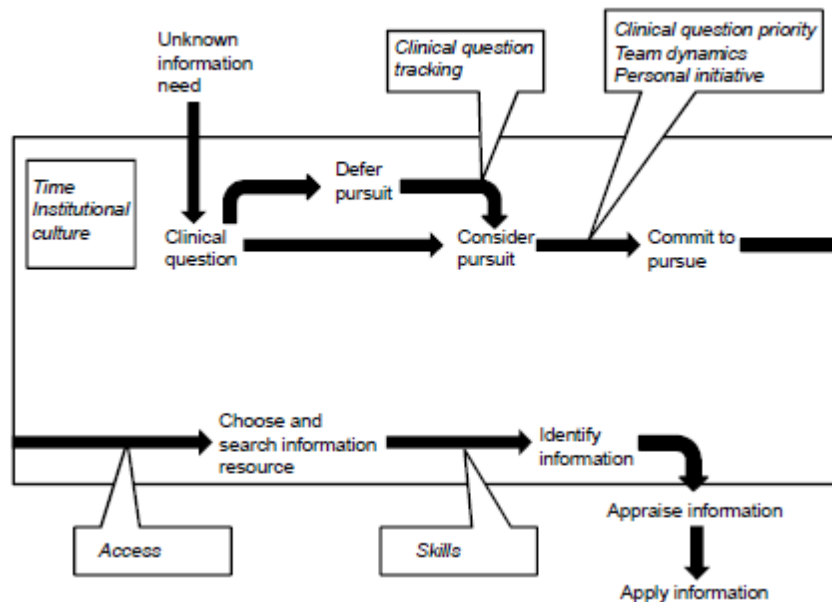 Unknown
information
need
Clinical question
tracking
Clinical question priority
Team dynamics
Personal initiative
Time
Institutional
culture
Defer
pursuit
Clinical
question
Consider
pursuit
Commit to
pursue
Choose and
search information
resource
Identify
information
Access
Skills
Appraise information
Apply information